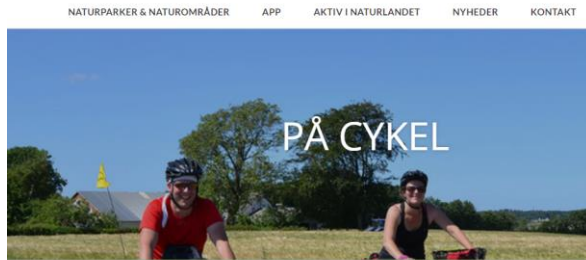 NATURPARKER & NATUROMRÅDER APP AKTIV I NATURLANDET NYHEDER KONTAKT
PÅ CYKEL